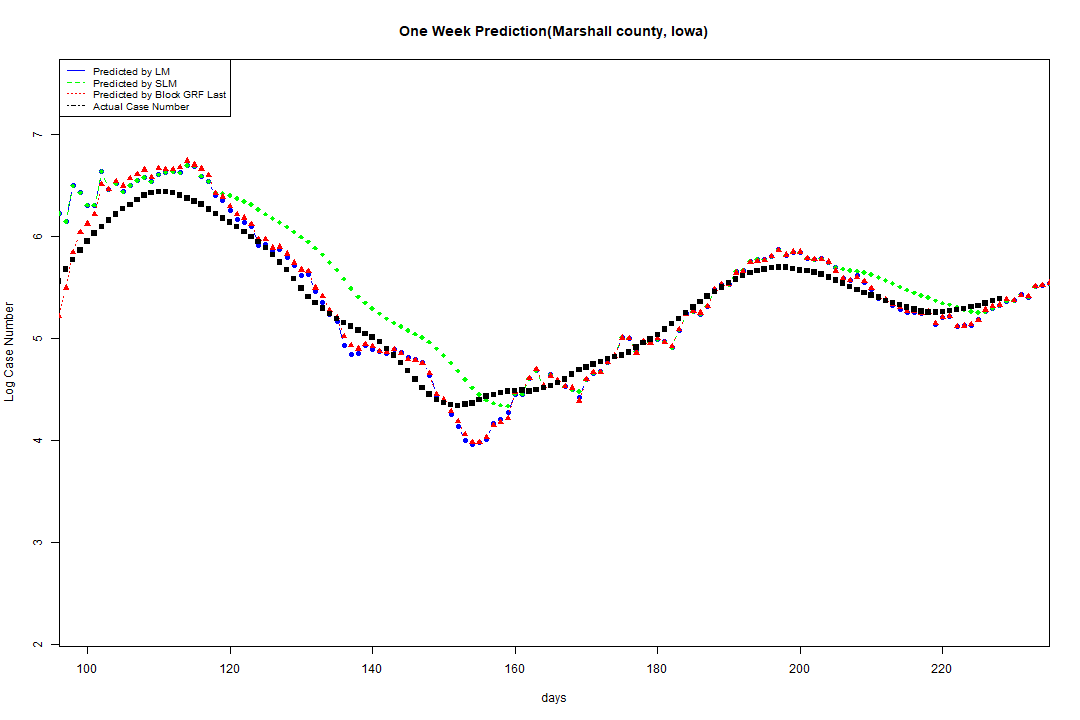 One Week Prediction(Marshall county, Iowa)
Predicted by LM
Predicted by SLM
Predicted by Block GRF Last
Actual Case Number
7
6
5
4
3
2
Log Case Number
100 120 140 160 180 200 220
days